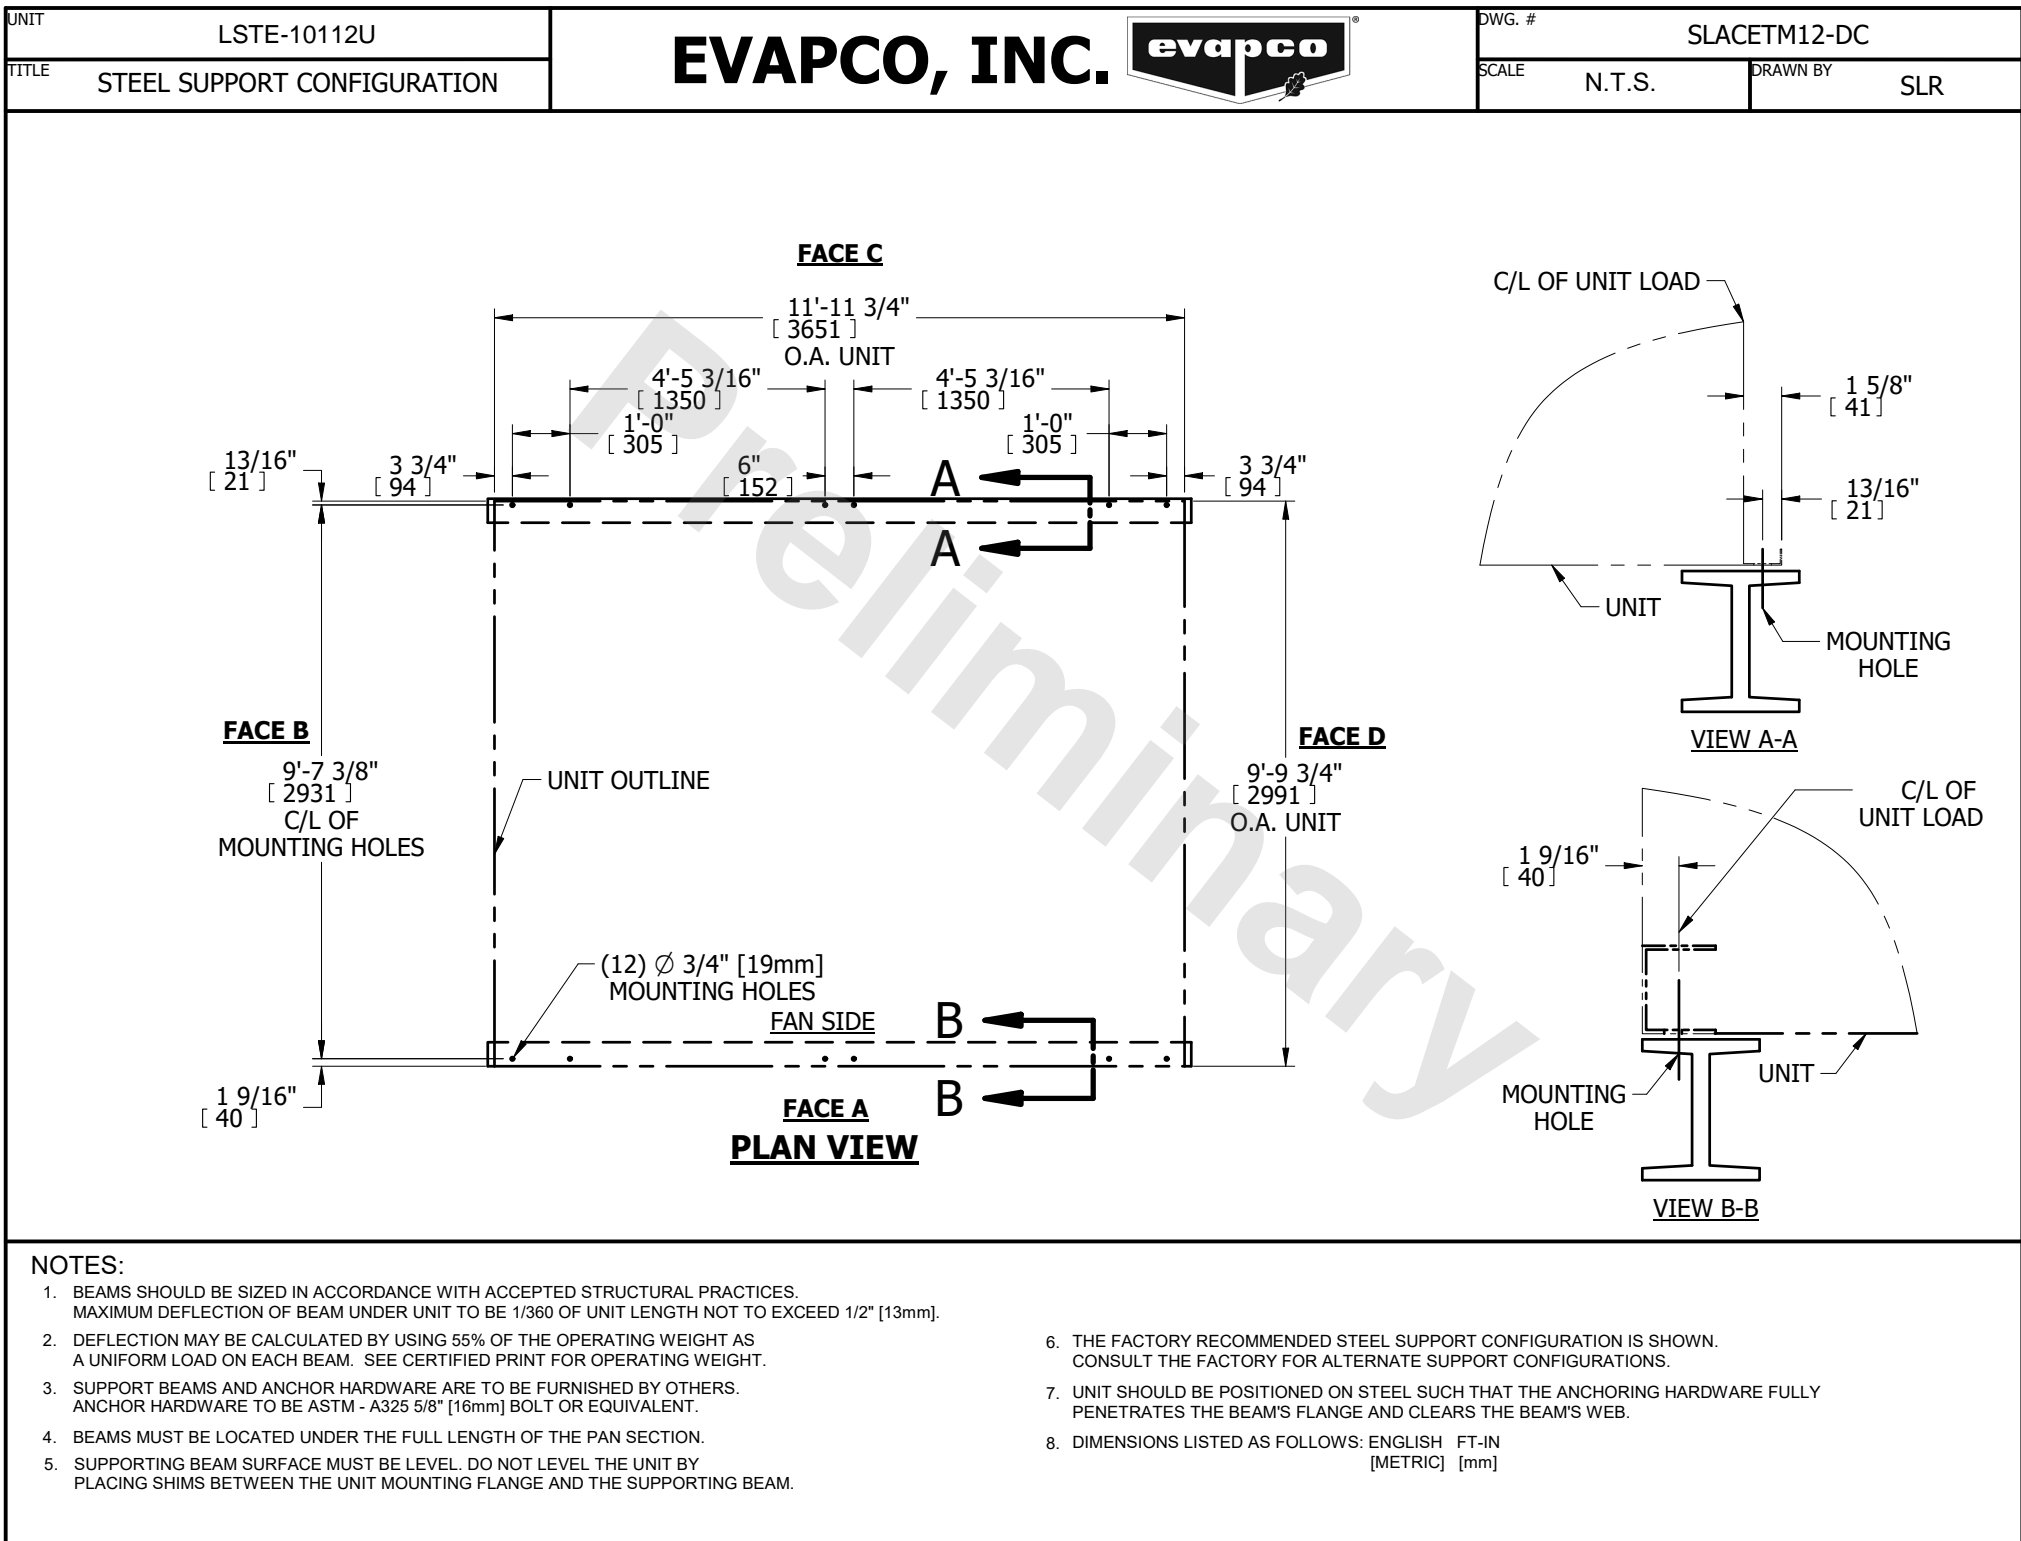 UNIT
LSTE-10112U
TITLE
STEEL SUPPORT CONFIGURATION
EVAPCO, INC.
evapco
®
DWG. #
SLACETM12-DC
SCALE
N.T.S.
DRAWN BY
SLR
FACE C
11'-11 3/4"
[ 3651 ]
O.A. UNIT
4'-5 3/16"
[ 1350 ]
4'-5 3/16"
[ 1350 ]
1'-0"
[ 305 ]
1'-0"
[ 305 ]
13/16"
[ 21 ]
3 3/4"
[ 94 ]
6"
[ 152 ]
3 3/4"
[ 94 ]
A
A
FACE B
9'-7 3/8"
[ 2931 ]
C/L OF
MOUNTING HOLES
UNIT OUTLINE
FACE D
9'-9 3/4"
[ 2991 ]
O.A. UNIT
(12) Ø 3/4" [19mm]
MOUNTING HOLES
FAN SIDE
B
B
1 9/16"
[ 40 ]
FACE A
PLAN VIEW
Preliminary
C/L OF UNIT LOAD
1 5/8"
[ 41 ]
13/16"
[ 21 ]
UNIT
MOUNTING
HOLE
VIEW A-A
C/L OF
UNIT LOAD
1 9/16"
[ 40 ]
UNIT
MOUNTING
HOLE
VIEW B-B
NOTES:
1. BEAMS SHOULD BE SIZED IN ACCORDANCE WITH ACCEPTED STRUCTURAL PRACTICES.
MAXIMUM DEFLECTION OF BEAM UNDER UNIT TO BE 1/360 OF UNIT LENGTH NOT TO EXCEED 1/2" [13mm].
2. DEFLECTION MAY BE CALCULATED BY USING 55% OF THE OPERATING WEIGHT AS
A UNIFORM LOAD ON EACH BEAM. SEE CERTIFIED PRINT FOR OPERATING WEIGHT.
3. SUPPORT BEAMS AND ANCHOR HARDWARE ARE TO BE FURNISHED BY OTHERS.
ANCHOR HARDWARE TO BE ASTM - A325 5/8" [16mm] BOLT OR EQUIVALENT.
4. BEAMS MUST BE LOCATED UNDER THE FULL LENGTH OF THE PAN SECTION.
5. SUPPORTING BEAM SURFACE MUST BE LEVEL. DO NOT LEVEL THE UNIT BY
PLACING SHIMS BETWEEN THE UNIT MOUNTING FLANGE AND THE SUPPORTING BEAM.
6. THE FACTORY RECOMMENDED STEEL SUPPORT CONFIGURATION IS SHOWN.
CONSULT THE FACTORY FOR ALTERNATE SUPPORT CONFIGURATIONS.
7. UNIT SHOULD BE POSITIONED ON STEEL SUCH THAT THE ANCHORING HARDWARE FULLY
PENETRATES THE BEAM'S FLANGE AND CLEARS THE BEAM'S WEB.
8. DIMENSIONS LISTED AS FOLLOWS: ENGLISH FT-IN
[METRIC] [mm]